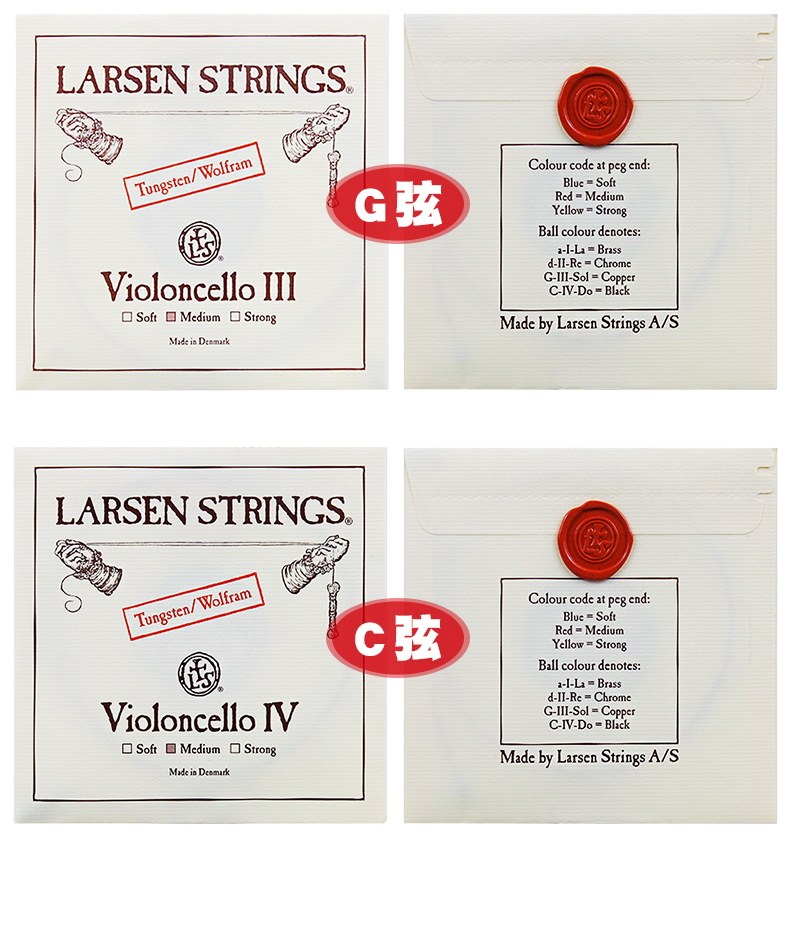 LARSEN STRINGS®
Tungsten/Wolfram
LTS®
Violoncello III
Soft Medium Strong
Made in Denmark
G弦
Colour code at peg end:
Blue = Soft
Red = Medium
Yellow = Strong
Ball colour denotes:
a-I-La = Brass
d-II-Re = Chrome
G-III-Sol = Copper
C-IV-Do = Black
Made by Larsen Strings A/S
LARSEN STRINGS®
Tungsten/Wolfram
LTS®
Violoncello IV
Soft Medium Strong
Made in Denmark
C弦
Colour code at peg end:
Blue = Soft
Red = Medium
Yellow = Strong
Ball colour denotes:
a-I-La = Brass
d-II-Re = Chrome
G-III-Sol = Copper
C-IV-Do = Black
Made by Larsen Strings A/S